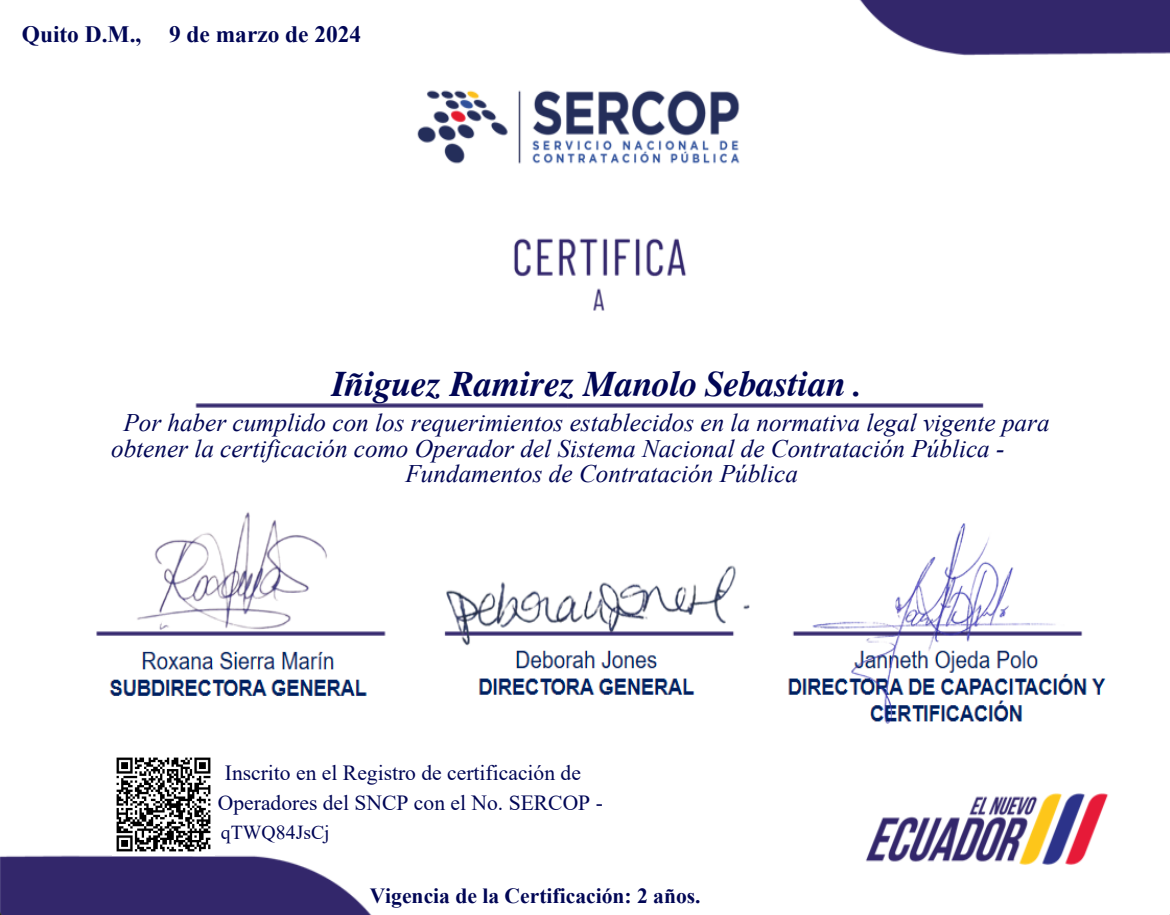 Quito D.M., 9 de marzo de 2024
SERCOP
SERVICIO NACIONAL DE
CONTRATACIÓN PÚBLICA
CERTIFICA
A
Iñiguez Ramirez Manolo Sebastian .
Por haber cumplido con los requerimientos establecidos en la normativa legal vigente para
obtener la certificación como Operador del Sistema Nacional de Contratación Pública -
Fundamentos de Contratación Pública
Deborah Jones
Roxana Sierra Marín
SUBDIRECTORA GENERAL
Deborah Jones
DIRECTORA GENERAL
Janneth Ojeda Polo
DIRECTORA DE CAPACITACIÓN Y
CERTIFICACIÓN
Inscrito en el Registro de certificación de
Operadores del SNCP con el No. SERCOP -
qTWQ84JsCj
EL NUEVO
ECUADOR
Vigencia de la Certificación: 2 años.